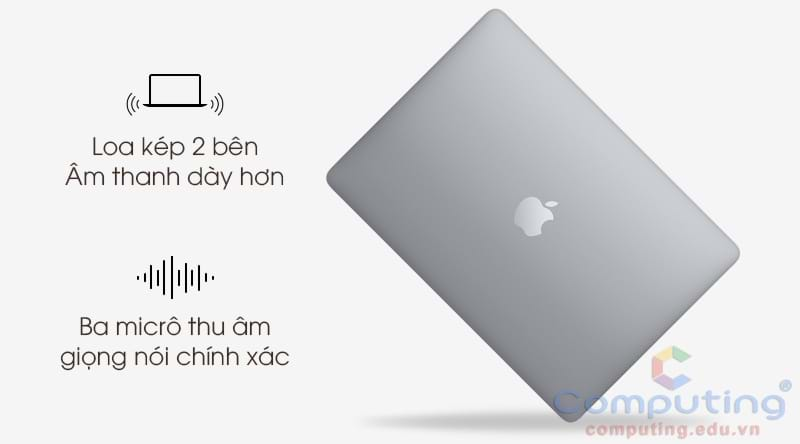 Loa kép 2 bên
Âm thanh dày hơn
Ba micrô thu âm
giọng nói chính xác
Computing®
computing.edu.vn